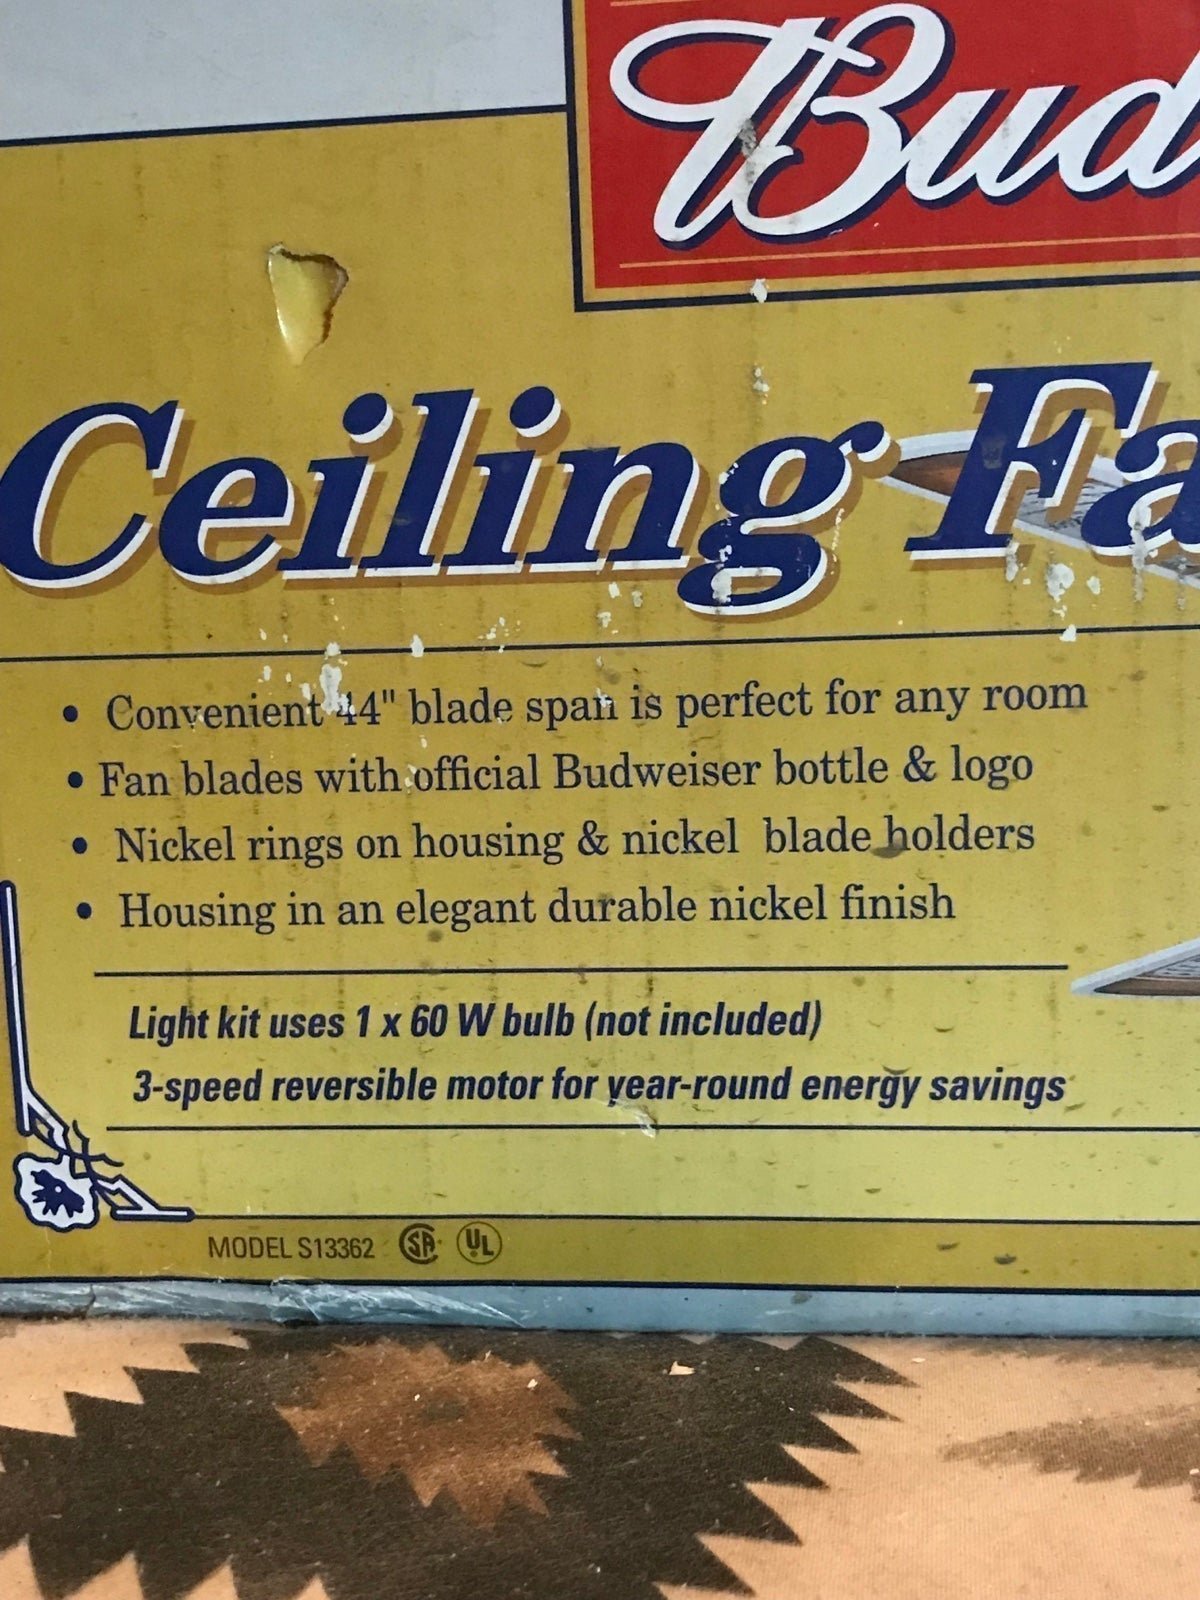 Bud
Ceiling Fa
• Convenient 44" blade span is perfect for any room
• Fan blades with official Budweiser bottle & logo
• Nickel rings on housing & nickel blade holders
• Housing in an elegant durable nickel finish
Light kit uses 1 x 60 W bulb (not included)
3-speed reversible motor for year-round energy savings
MODEL S13362 SA UL